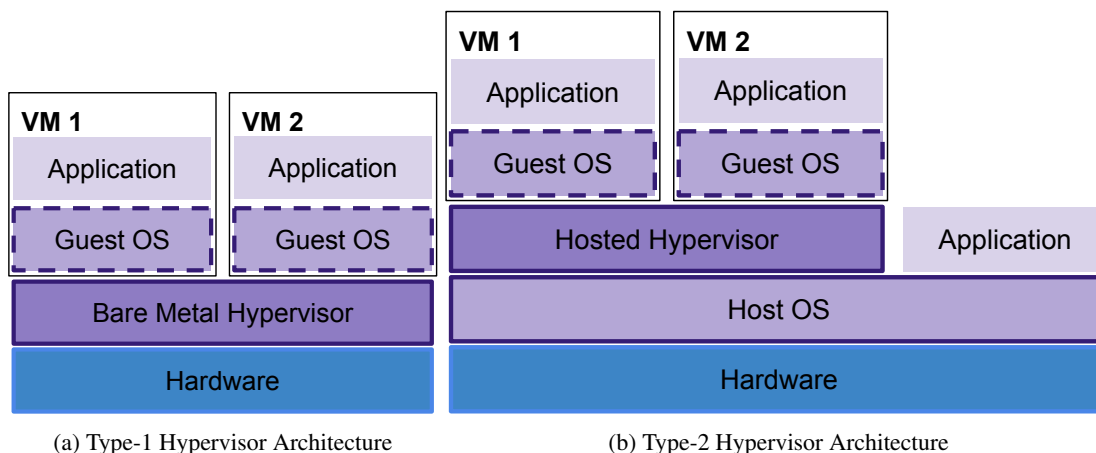 VM 1
VM 2
Application
Application
Guest OS
Guest OS
Bare Metal Hypervisor
Hardware
(a) Type-1 Hypervisor Architecture
VM 1
VM 2
Application
Application
Guest OS
Guest OS
Hosted Hypervisor
Application
Host OS
Hardware
(b) Type-2 Hypervisor Architecture